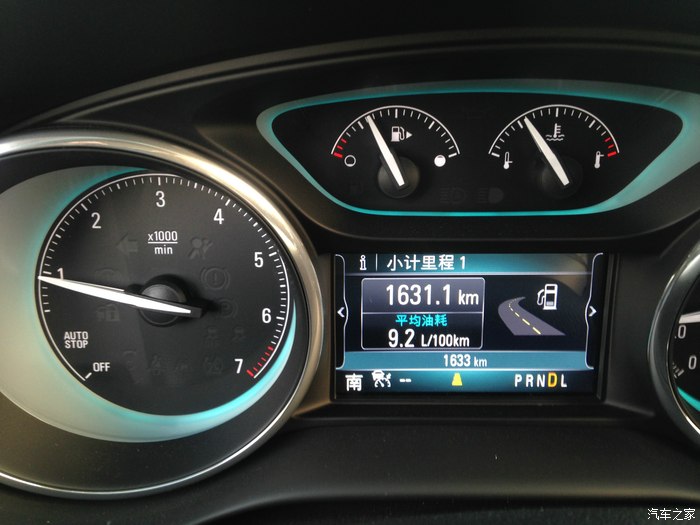 小计里程 1
1631.1 km
平均油耗
9.2 L/100km
1633 km
南 -- PRNDL
1
2
3
4
5
6
7
x1000
min
AUTO
STOP
OFF
0
汽车之家